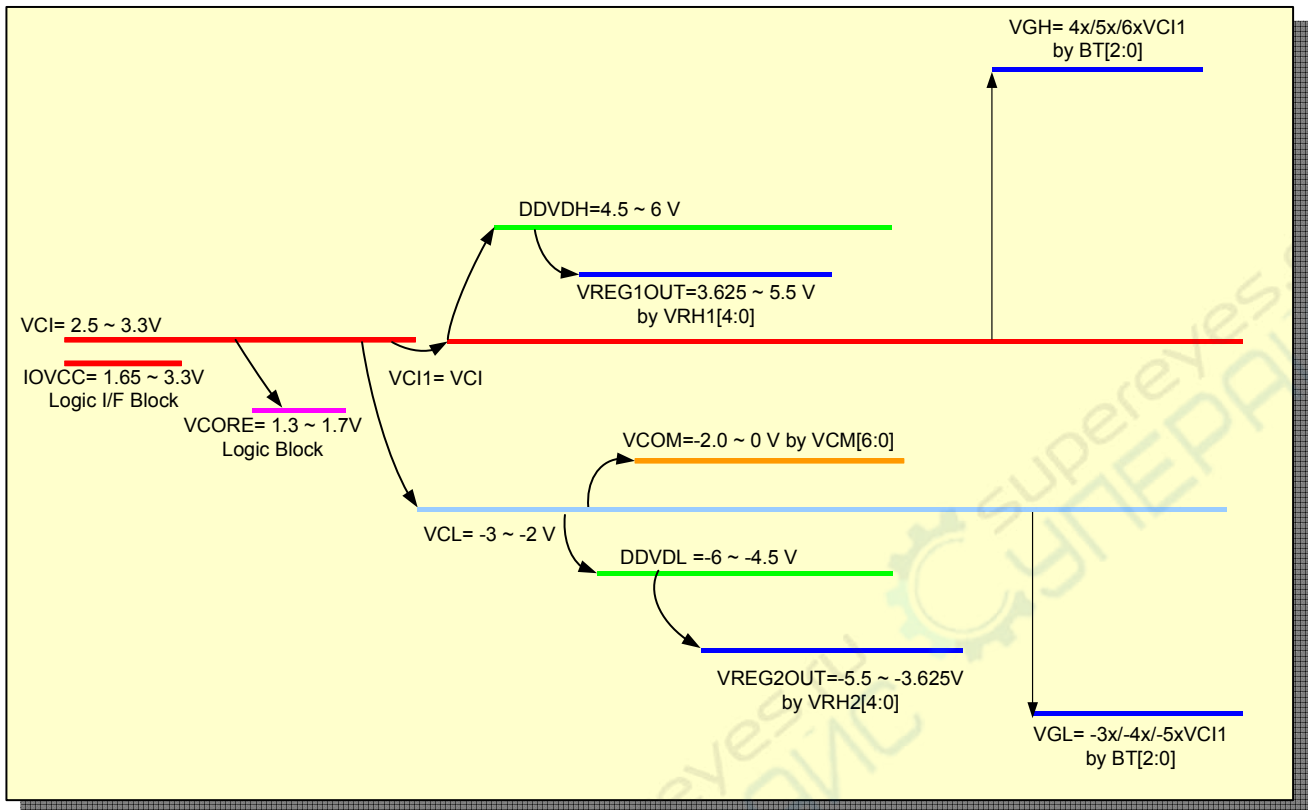 VGH= 4x/5x/6xVCI1
by BT[2:0]
DDVDH=4.5 ~ 6 V
VREG1OUT=3.625 ~ 5.5 V
by VRH1[4:0]
VCI= 2.5 ~ 3.3V
IOVCC= 1.65 ~ 3.3V
Logic I/F Block
VCI1= VCI
VCORE= 1.3 ~ 1.7V
Logic Block
VCOM=-2.0 ~ 0 V by VCM[6:0]
VCL= -3 ~ -2 V
DDVDL =-6 ~ -4.5 V
VREG2OUT=-5.5 ~ -3.625V
by VRH2[4:0]
VGL= -3x/-4x/-5xVCI1
by BT[2:0]